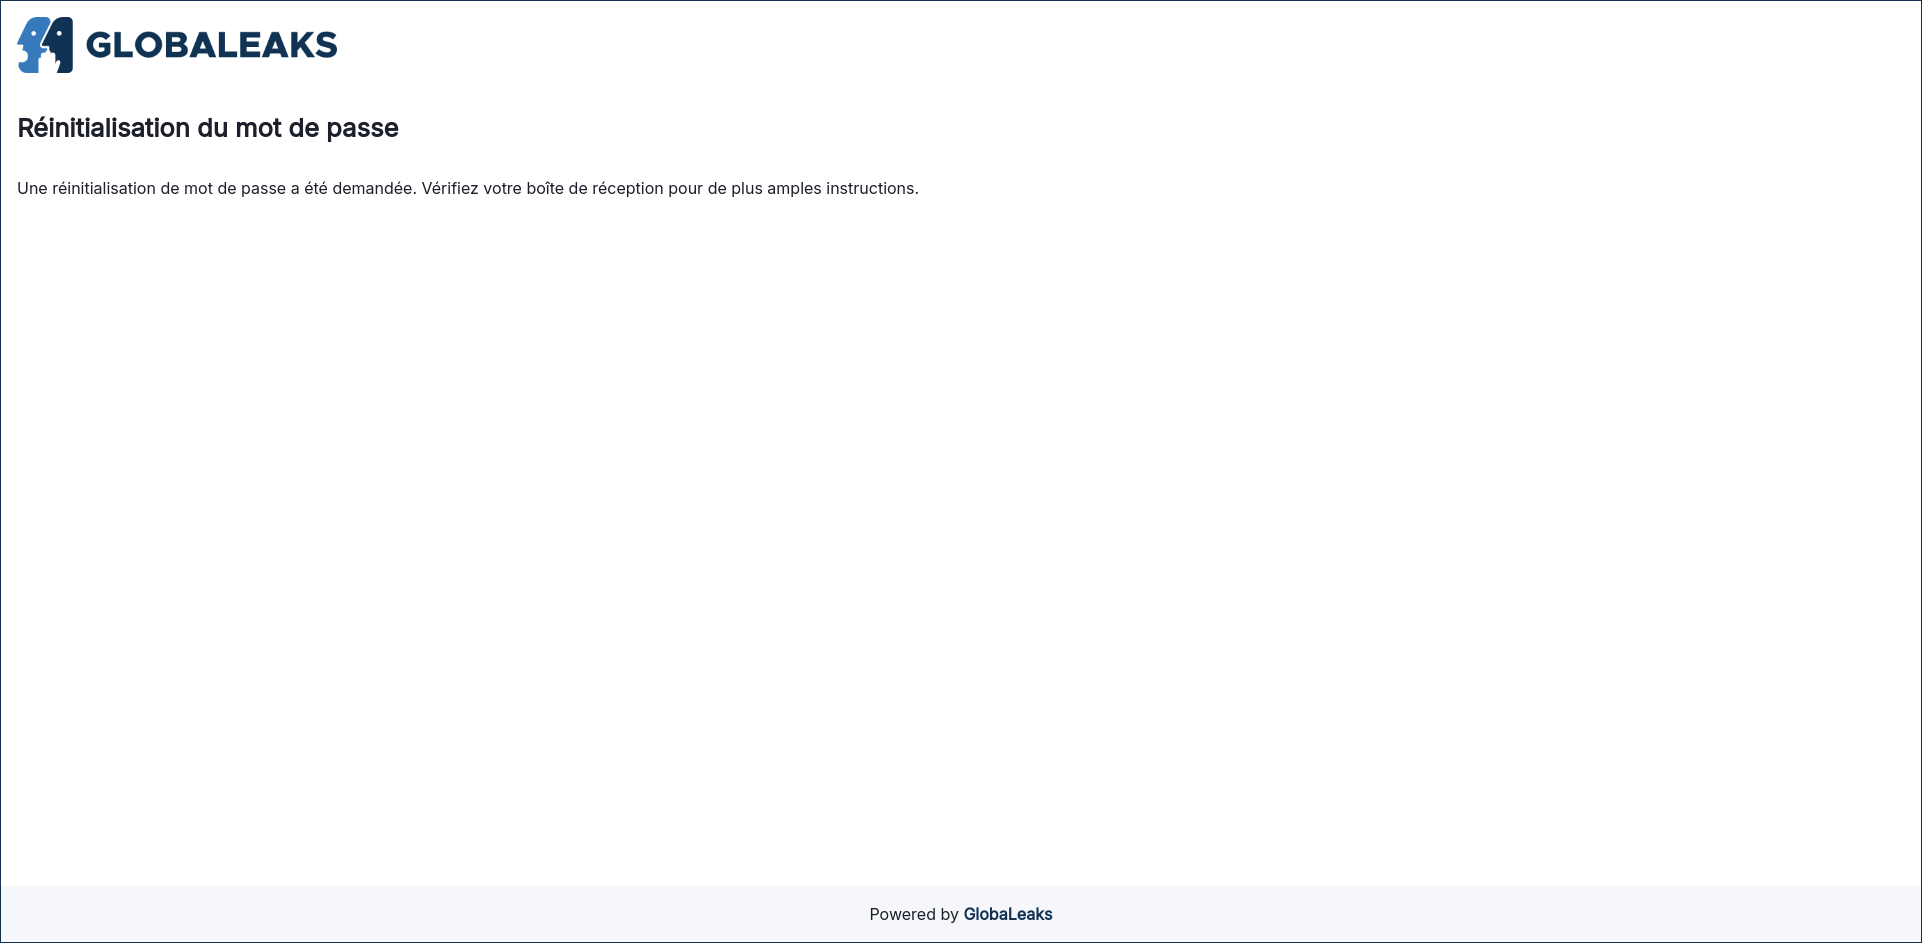 GLOBALEAKS
Réinitialisation du mot de passe
Une réinitialisation de mot de passe a été demandée. Vérifiez votre boîte de réception pour de plus amples instructions.
Powered by GlobaLeaks